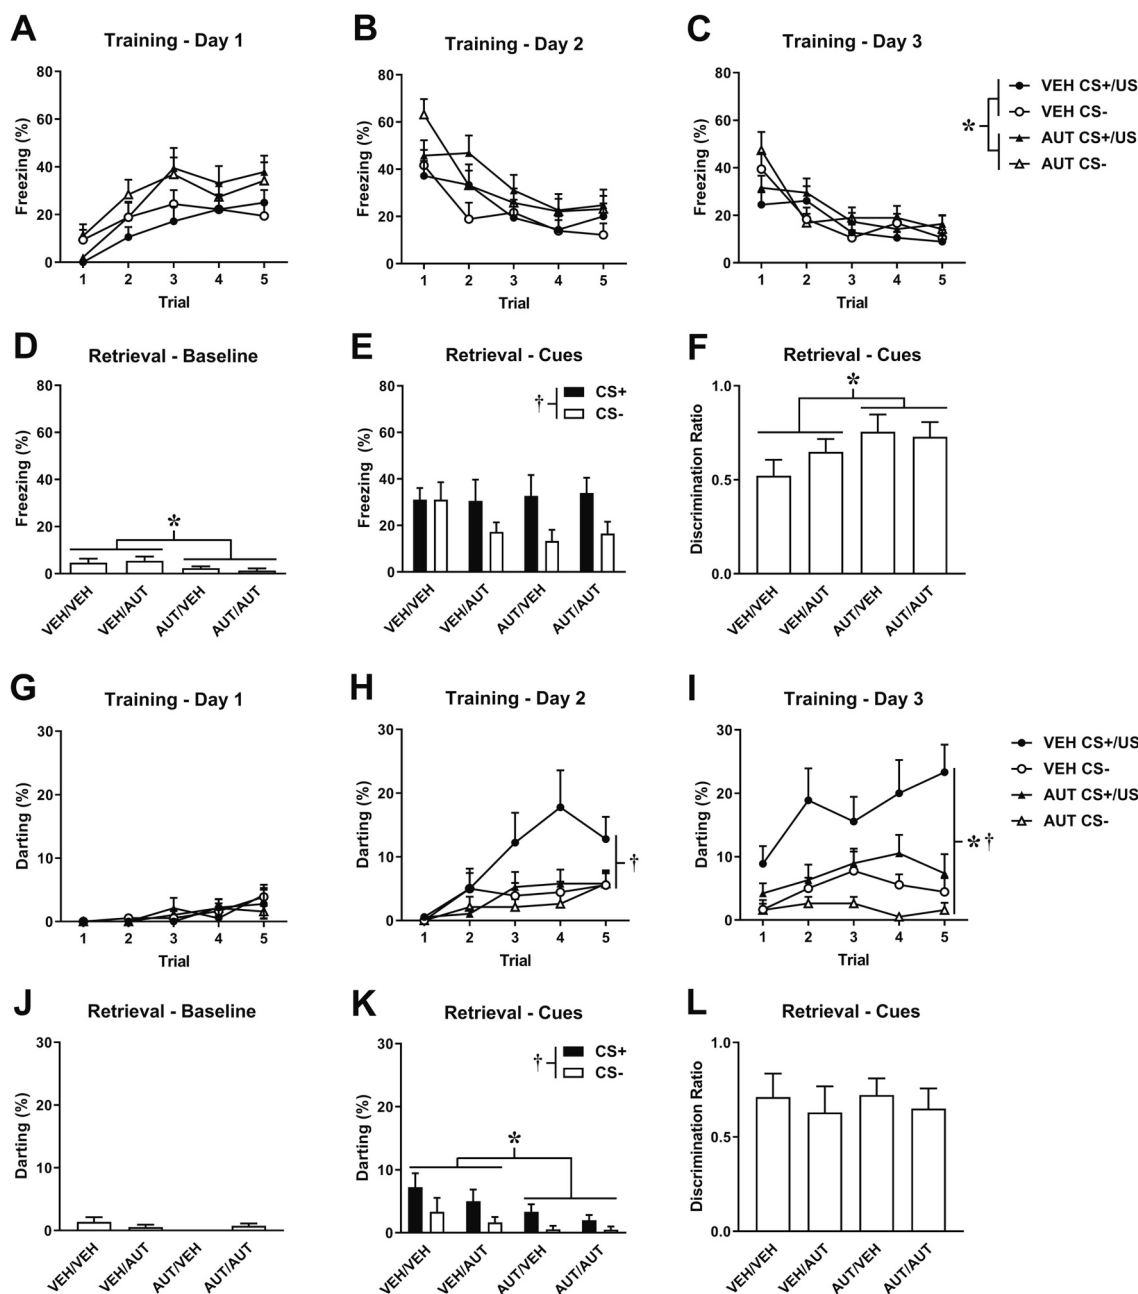 A
Training - Day 1
Freezing (%)
80
60
40
20
0
1 2 3 4 5
Trial
B
Training - Day 2
80
60
40
20
0
1 2 3 4 5
Trial
C
Training - Day 3
Freezing (%)
80
60
40
20
0
1 2 3 4 5
Trial
*
VEH CS+/US
VEH CS-
AUT CS+/US
AUT CS-
D
Retrieval - Baseline
Freezing (%)
80
60
40
20
0
*
VEH/VEH
VEH/AUT
AUT/VEH
AUT/AUT
E
Retrieval - Cues
Freezing (%)
80
60
40
20
0
†
CS+
CS-
VEH/VEH
VEH/AUT
AUT/VEH
AUT/AUT
F
Retrieval - Cues
Discrimination Ratio
1.0
0.5
0.0
*
VEH/VEH
VEH/AUT
AUT/VEH
AUT/AUT
G
Training - Day 1
Darting (%)
30
20
10
0
1 2 3 4 5
Trial
H
Training - Day 2
Darting (%)
30
20
10
0
†
1 2 3 4 5
Trial
I
Training - Day 3
Darting (%)
30
20
10
0
* †
1 2 3 4 5
Trial
VEH CS+/US
VEH CS-
AUT CS+/US
AUT CS-
J
Retrieval - Baseline
Darting (%)
30
20
10
0
VEH/VEH
VEH/AUT
AUT/VEH
AUT/AUT
K
Retrieval - Cues
Darting (%)
30
20
10
0
†
CS+
CS-
*
VEH/VEH
VEH/AUT
AUT/VEH
AUT/AUT
L
Retrieval - Cues
Discrimination Ratio
1.0
0.5
0.0
VEH/VEH
VEH/AUT
AUT/VEH
AUT/AUT